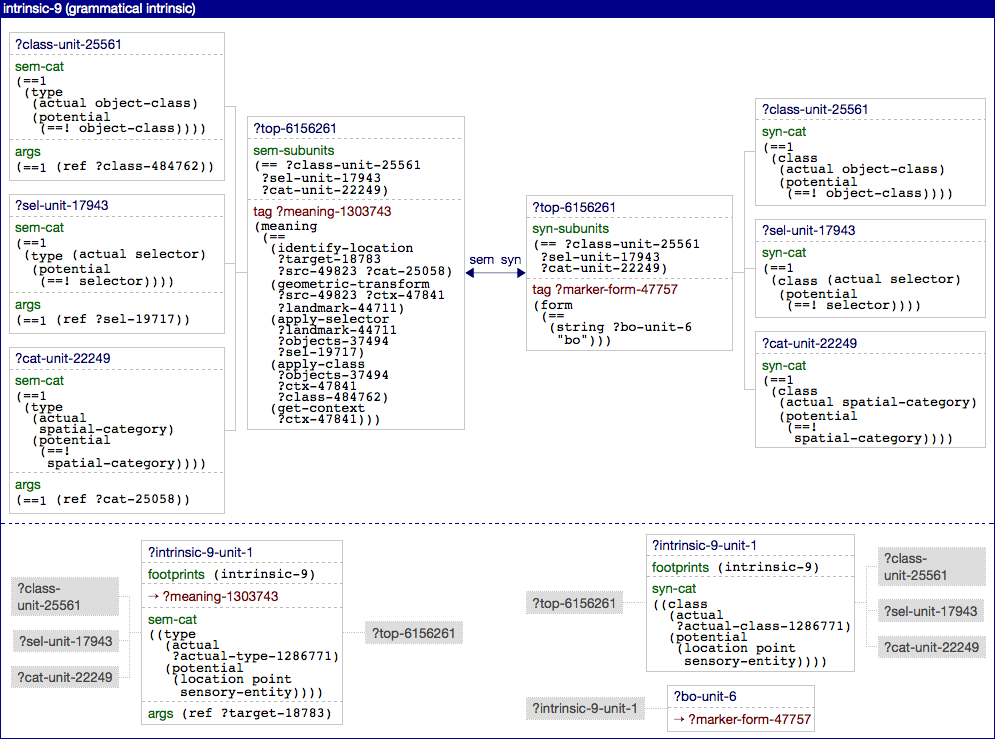 intrinsic-9 (grammatical intrinsic)
?class-unit-25561
sem-cat
(==1
(type
(actual object-class)
(potential
(==! object-class))))
args
(==1 (ref ?class-484762))
?sel-unit-17943
sem-cat
(==1
(type (actual selector)
(potential
(==! selector))))
args
(==1 (ref ?sel-19717))
?cat-unit-22249
sem-cat
(==1
(type
(actual
spatial-category)
(potential
(==!
spatial-category))))
args
(==1 (ref ?cat-25058))
?top-6156261
sem-subunits
(== ?class-unit-25561
?sel-unit-17943
?cat-unit-22249)
tag ?meaning-1303743
(meaning
(==
(identify-location
?target-18783
?src-49823 ?cat-25058)
(geometric-transform
?src-49823 ?ctx-47841
?landmark-44711)
(apply-selector
?landmark-44711
?objects-37494
?sel-19717)
(apply-class
?objects-37494
?ctx-47841
?class-484762)
(get-context
?ctx-47841)))
sem syn
?top-6156261
syn-subunits
(== ?class-unit-25561
?sel-unit-17943
?cat-unit-22249)
tag ?marker-form-47757
(form
(==
(string ?bo-unit-6
"bo")))
?class-unit-25561
syn-cat
(==1
(class
(actual object-class)
(potential
(==! object-class))))
?sel-unit-17943
syn-cat
(==1
(class (actual selector)
(potential
(==! selector))))
?cat-unit-22249
syn-cat
(==1
(class
(actual spatial-category)
(potential
(==!
spatial-category))))
?class-
unit-25561
?sel-unit-17943
?cat-unit-22249
?intrinsic-9-unit-1
footprints (intrinsic-9)
→ ?meaning-1303743
sem-cat
((type
(actual
?actual-type-1286771)
(potential
(location point
sensory-entity))))
args (ref ?target-18783)
?top-6156261
?top-6156261
?intrinsic-9-unit-1
footprints (intrinsic-9)
syn-cat
((class
(actual
?actual-class-1286771)
(potential
(location point
sensory-entity))))
?class-
unit-25561
?sel-unit-17943
?cat-unit-22249
?intrinsic-9-unit-1
?bo-unit-6
→ ?marker-form-47757